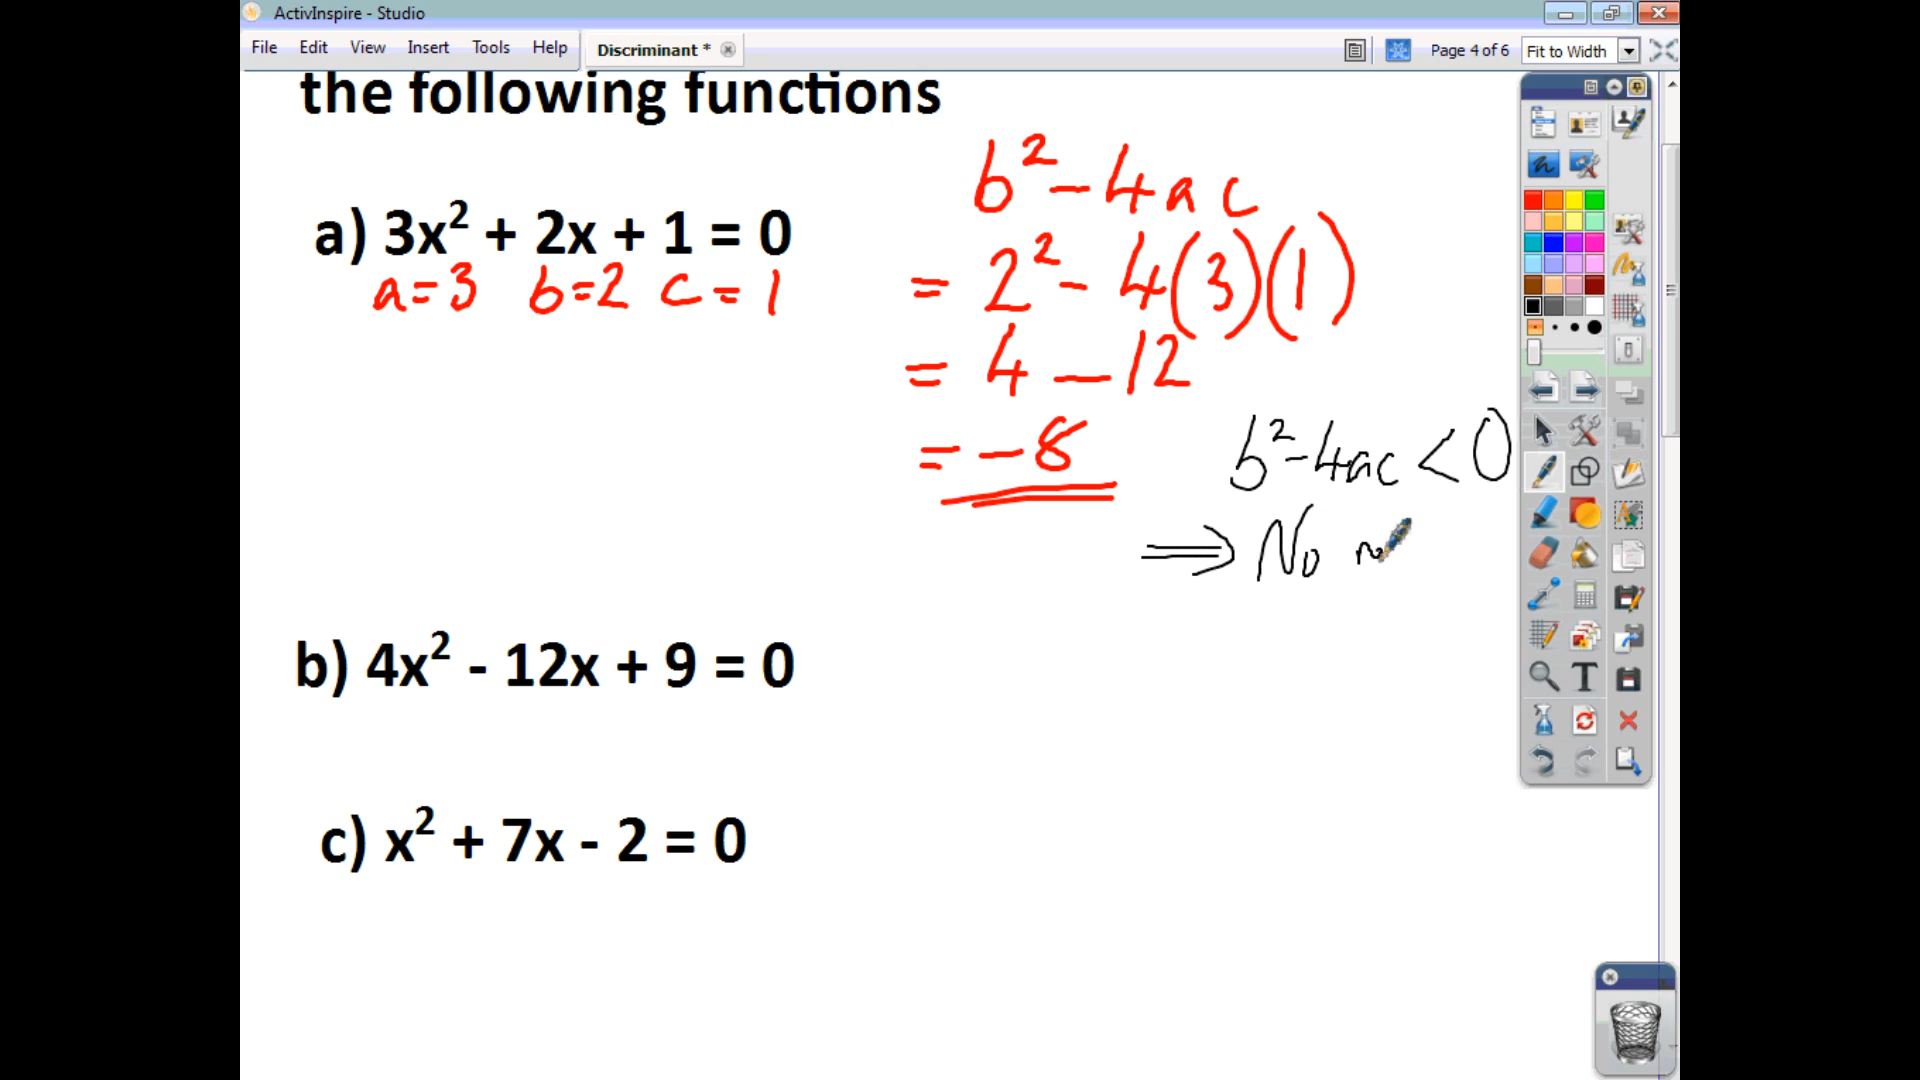 ActivInspire - Studio
File Edit View Insert Tools Help Discriminant * Page 4 of 6 Fit to Width
the following functions
b² - 4ac
a) 3x² + 2x + 1 = 0
a = 3 b = 2 c = 1
= 2² - 4(3)(1)
= 4 - 12
= - 8
b² - 4ac < 0
⇒ No
b) 4x² - 12x + 9 = 0
c) x² + 7x - 2 = 0